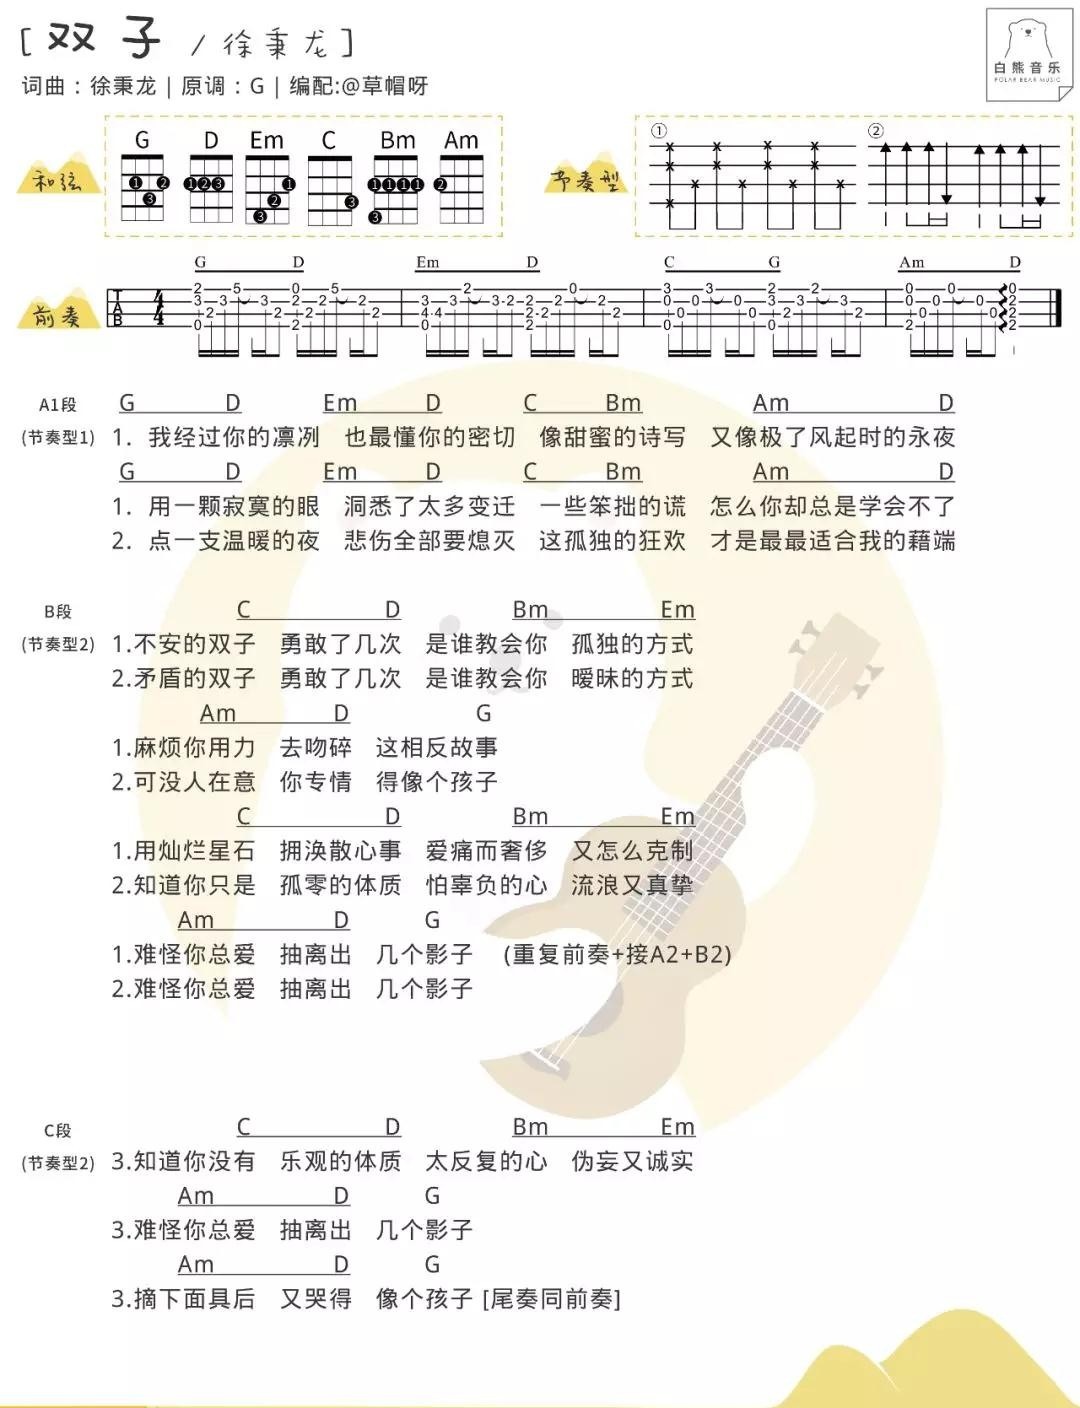 [ 双子 / 徐秉龙 ]
白熊音乐
POLAR BEAR MUSIC
词曲：徐秉龙 | 原调：G | 编配:@草帽呀
和弦
G D Em C Bm Am
节奏型
① ②
前奏
G D Em D C G Am D
A1段 G D Em D C Bm Am D
(节奏型1) 1. 我经过你的凛冽 也最懂你的密切 像甜蜜的诗写 又像极了风起时的永夜
G D Em D C Bm Am D
1. 用一颗寂寞的眼 洞悉了太多变迁 一些笨拙的谎 怎么你却总是学会不了
2. 点一支温暖的夜 悲伤全部要熄灭 这孤独的狂欢 才是最最适合我的藉端
B段 C D Bm Em
(节奏型2) 1.不安的双子 勇敢了几次 是谁教会你 孤独的方式
2.矛盾的双子 勇敢了几次 是谁教会你 暧昧的方式
Am D G
1.麻烦你用力 去吻碎 这相反故事
2.可没人在意 你专情 得像个孩子
C D Bm Em
1.用灿烂星石 拥涣散心事 爱痛而奢侈 又怎么克制
2.知道你只是 孤零的体质 怕辜负的心 流浪又真挚
Am D G
1.难怪你总爱 抽离出 几个影子 (重复前奏+接A2+B2)
2.难怪你总爱 抽离出 几个影子
C段 C D Bm Em
(节奏型2) 3.知道你没有 乐观的体质 太反复的心 伪妄又诚实
Am D G
3.难怪你总爱 抽离出 几个影子
Am D G
3.摘下面具后 又哭得 像个孩子 [尾奏同前奏]